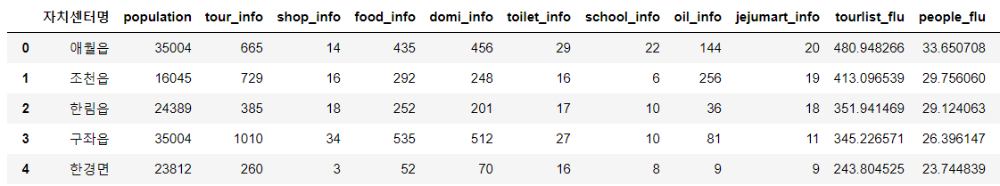 자치센터명 population tour_info shop_info food_info domi_info toilet_info school_info oil_info jejumart_info tourlist_flu people_flu
0 애월읍 35004 665 14 435 456 29 22 144 20 480.948266 33.650708
1 조천읍 16045 729 16 292 248 16 6 256 19 413.096539 29.756060
2 한림읍 24389 385 18 252 201 17 10 36 18 351.941469 29.124063
3 구좌읍 35004 1010 34 535 512 27 10 81 11 345.226571 26.396147
4 한경면 23812 260 3 52 70 16 8 9 9 243.804525 23.744839